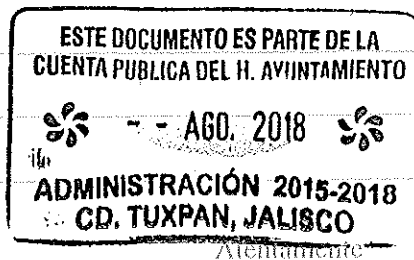 ESTE DOCUMENTO ES PARTE DE LA
CUENTA PUBLICA DEL H. AYUNTAMIENTO
- - AGO. 2018
ADMINISTRACIÓN 2015-2018
CD. TUXPAN, JALISCO
Atentamente